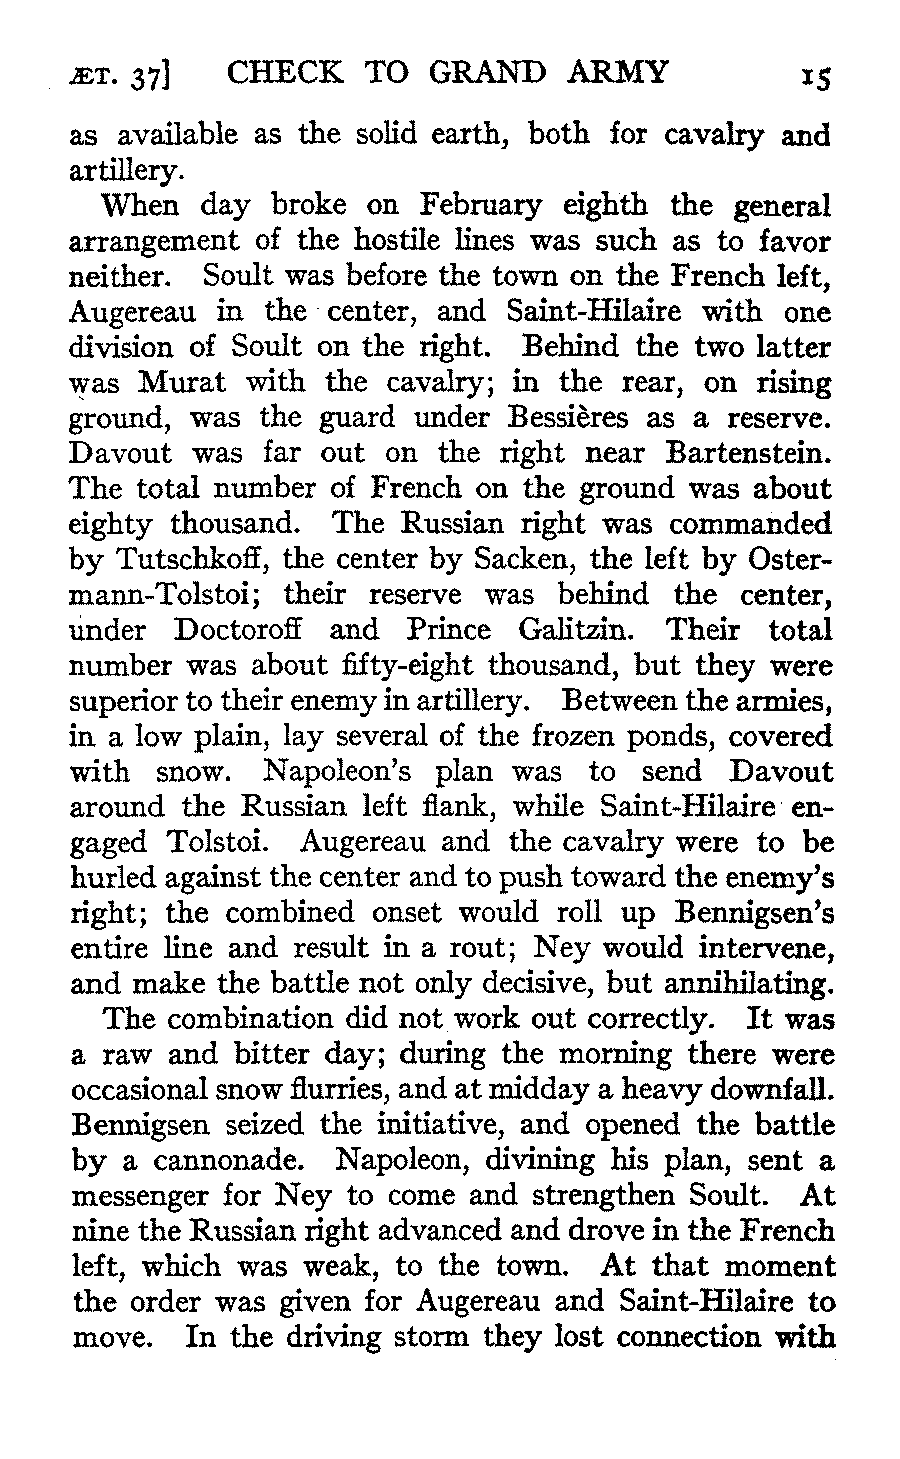 ÆT. 37] CHECK TO GRAND ARMY 15
as available as the solid earth, both for cavalry and
artillery.
When day broke on February eighth the general
arrangement of the hostile lines was such as to favor
neither. Soult was before the town on the French left,
Augereau in the center, and Saint-Hilaire with one
division of Soult on the right. Behind the two latter
was Murat with the cavalry; in the rear, on rising
ground, was the guard under Bessières as a reserve.
Davout was far out on the right near Bartenstein.
The total number of French on the ground was about
eighty thousand. The Russian right was commanded
by Tutschkoff, the center by Sacken, the left by Oster-
mann-Tolstoi; their reserve was behind the center,
under Doctoroff and Prince Galitzin. Their total
number was about fifty-eight thousand, but they were
superior to their enemy in artillery. Between the armies,
in a low plain, lay several of the frozen ponds, covered
with snow. Napoleon's plan was to send Davout
around the Russian left flank, while Saint-Hilaire en-
gaged Tolstoi. Augereau and the cavalry were to be
hurled against the center and to push toward the enemy's
right; the combined onset would roll up Bennigsen's
entire line and result in a rout; Ney would intervene,
and make the battle not only decisive, but annihilating.
The combination did not work out correctly. It was
a raw and bitter day; during the morning there were
occasional snow flurries, and at midday a heavy downfall.
Bennigsen seized the initiative, and opened the battle
by a cannonade. Napoleon, divining his plan, sent a
messenger for Ney to come and strengthen Soult. At
nine the Russian right advanced and drove in the French
left, which was weak, to the town. At that moment
the order was given for Augereau and Saint-Hilaire to
move. In the driving storm they lost connection with